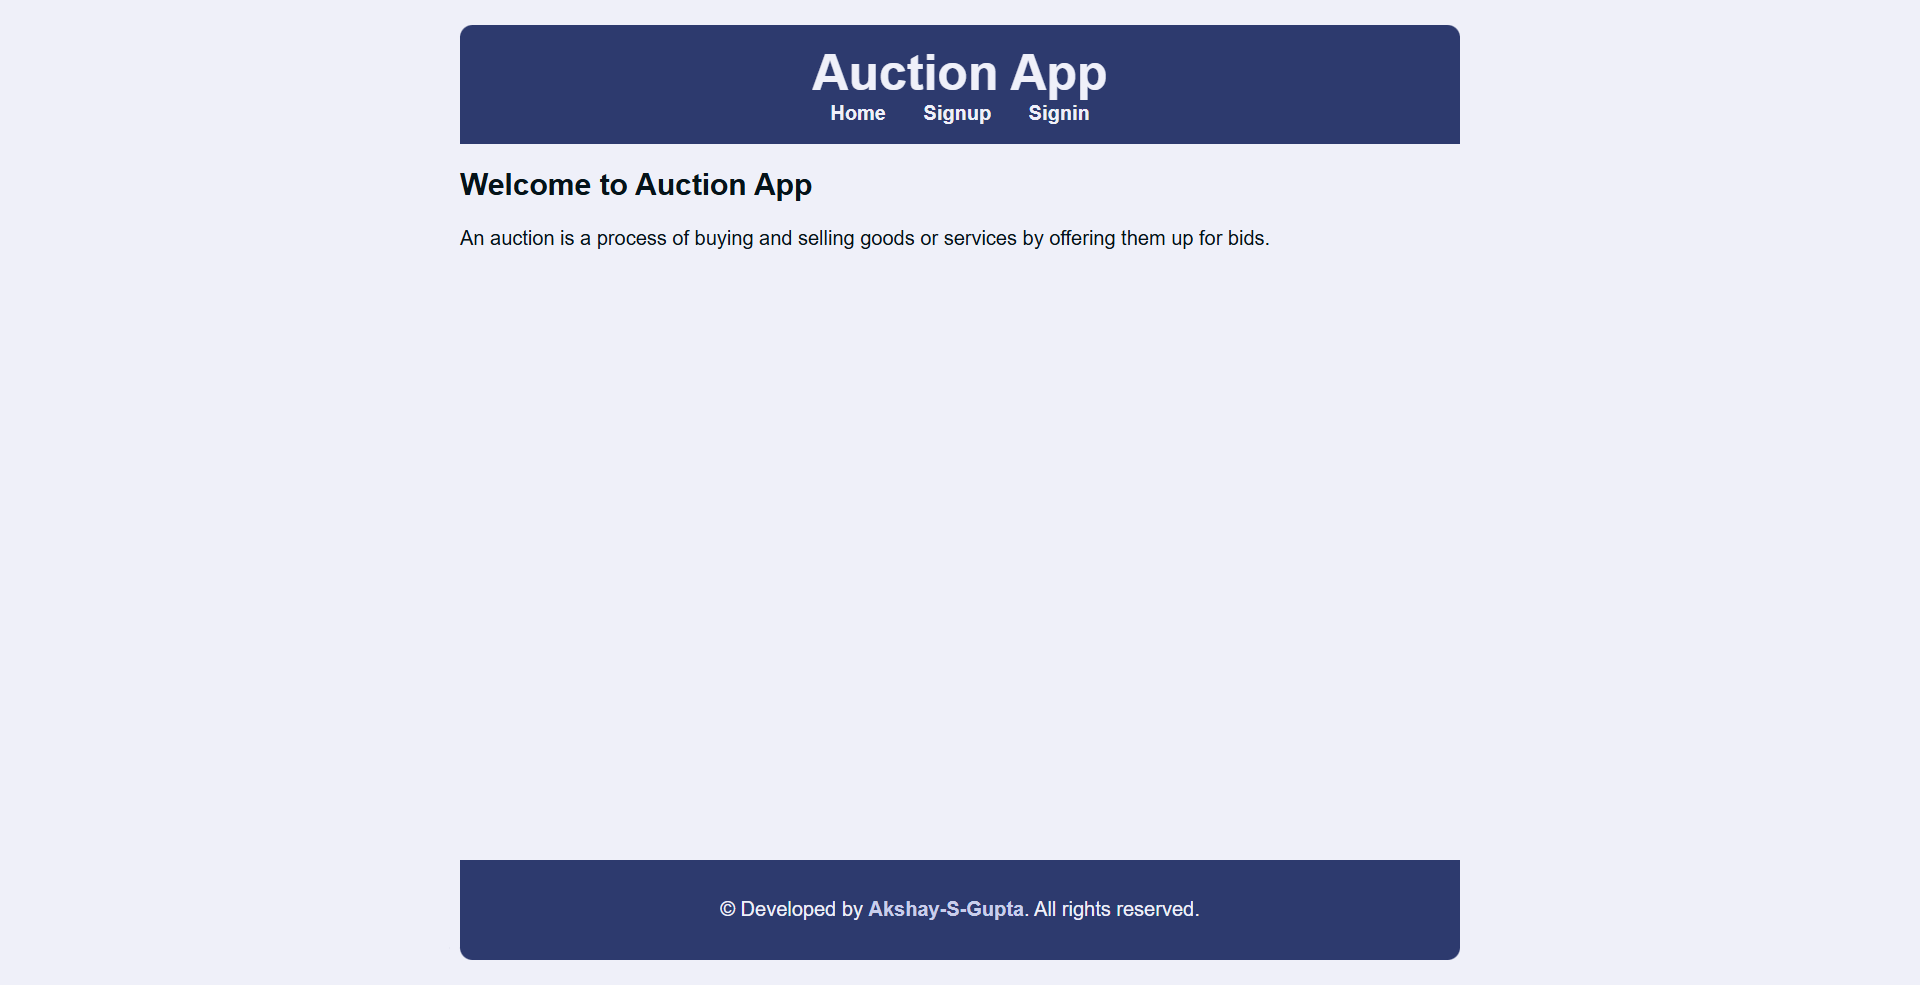 Auction App
Home Signup Signin
Welcome to Auction App
An auction is a process of buying and selling goods or services by offering them up for bids.
© Developed by Akshay-S-Gupta. All rights reserved.